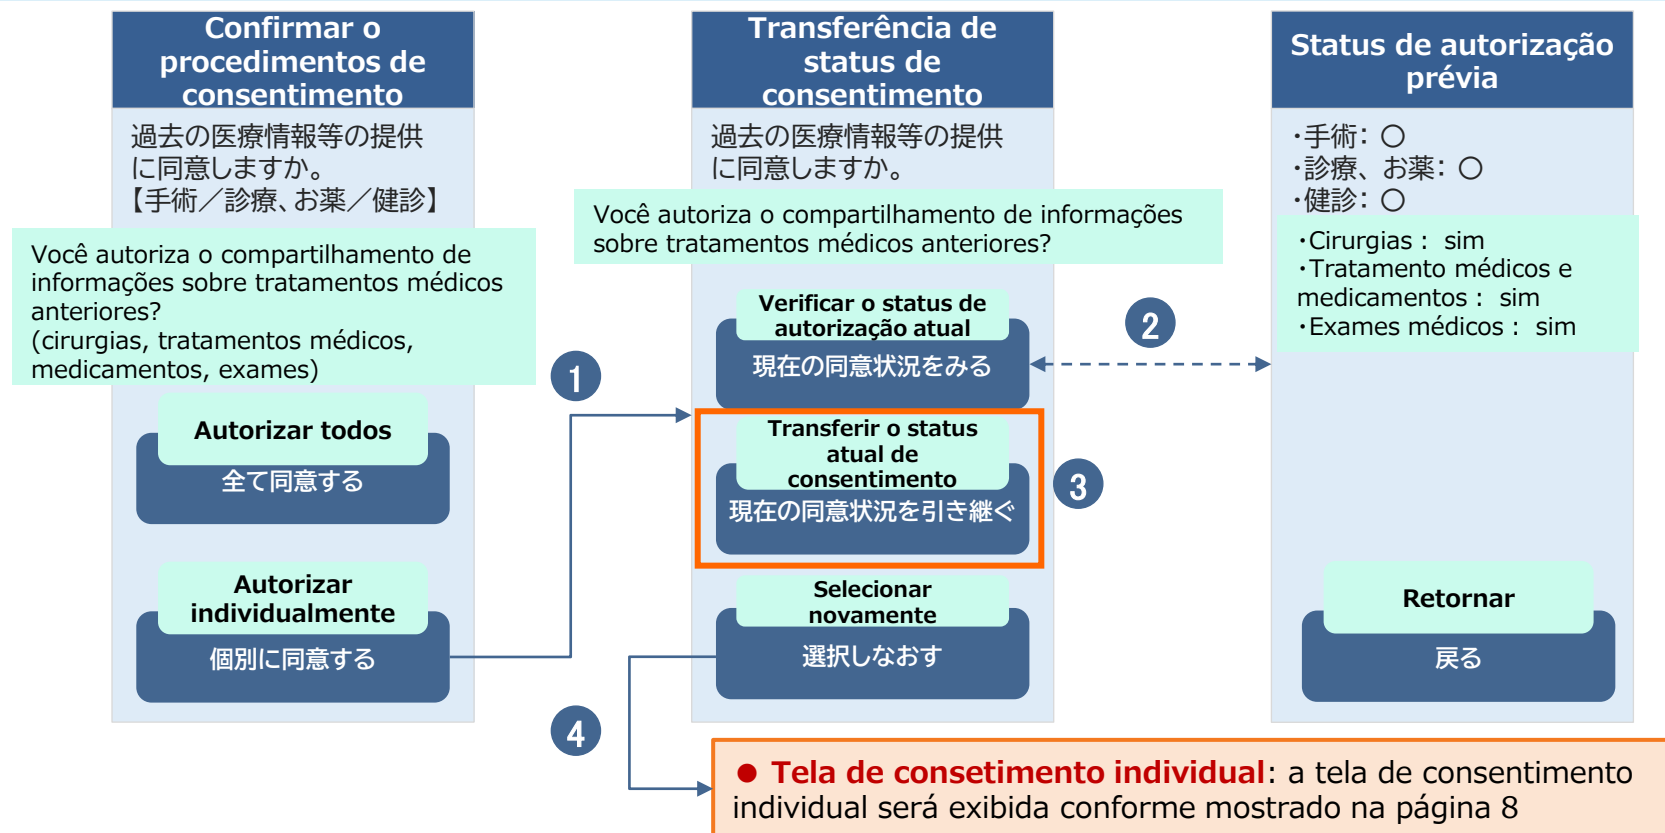 Confirmar o
procedimentos de
consentimento
過去の医療情報等の提供
に同意しますか。
【手術／診療、お薬／健診】
Você autoriza o compartilhamento de
informações sobre tratamentos médicos
anteriores?
(cirurgias, tratamentos médicos,
medicamentos, exames)
Autorizar todos
全て同意する
Autorizar
individualmente
個別に同意する
1
Transferência de
status de
consentimento
過去の医療情報等の提供
に同意しますか。
Você autoriza o compartilhamento de informações
sobre tratamentos médicos anteriores?
Verificar o status de
autorização atual
現在の同意状況をみる
2
Transferir o status
atual de
consentimento
現在の同意状況を引き継ぐ
3
Selecionar
novamente
選択しなおす
4
Status de autorização
prévia
・手術： 〇
・診療、お薬： 〇
・健診： 〇
・Cirurgias : sim
・Tratamento médicos e
medicamentos : sim
・Exames médicos : sim
Retornar
戻る
● Tela de consetimento individual: a tela de consentimento
individual será exibida conforme mostrado na página 8